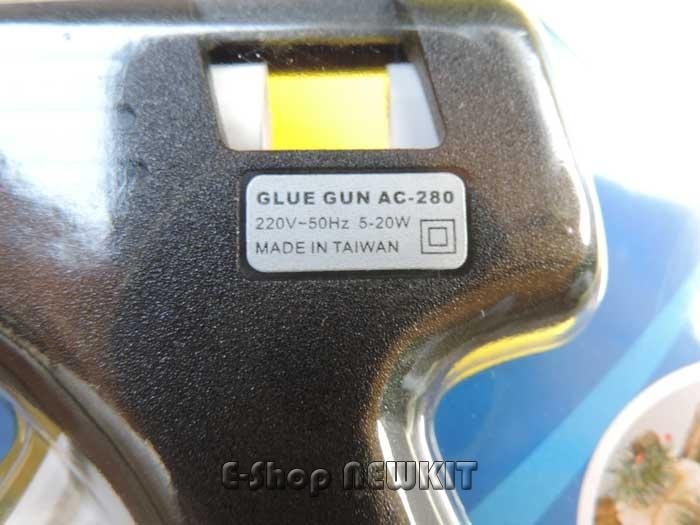 GLUE GUN AC-280
220V~50Hz 5-20W
MADE IN TAIWAN
E-Shop NEWKIT